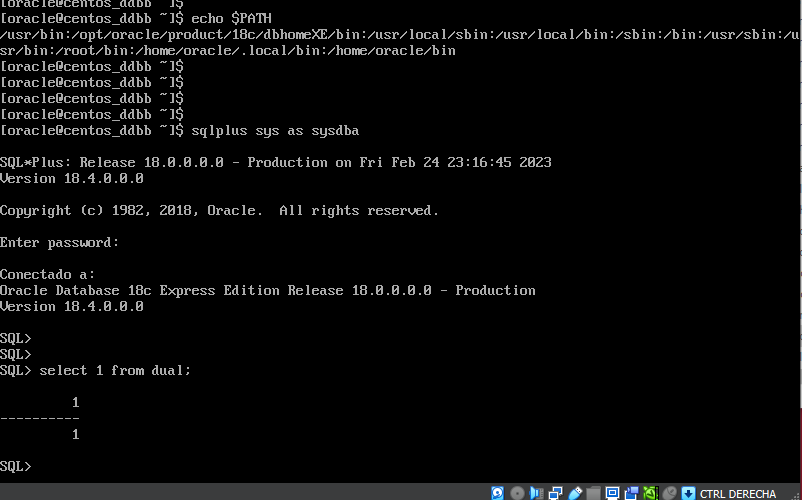 [oracle@centos_ddbb ~]$
[oracle@centos_ddbb ~]$ echo $PATH
/usr/bin:/opt/oracle/product/18c/dbhomeXE/bin:/usr/local/sbin:/usr/local/bin:/sbin:/bin:/usr/sbin:/u
sr/bin:/root/bin:/home/oracle/.local/bin:/home/oracle/bin
[oracle@centos_ddbb ~]$
[oracle@centos_ddbb ~]$
[oracle@centos_ddbb ~]$
[oracle@centos_ddbb ~]$
[oracle@centos_ddbb ~]$ sqlplus sys as sysdba
SQL*Plus: Release 18.0.0.0.0 - Production on Fri Feb 24 23:16:45 2023
Version 18.4.0.0.0
Copyright (c) 1982, 2018, Oracle.  All rights reserved.
Enter password:
Conectado a:
Oracle Database 18c Express Edition Release 18.0.0.0.0 - Production
Version 18.4.0.0.0
SQL>
SQL>
SQL> select 1 from dual;
1
----------
1
SQL>
CTRL DERECHA